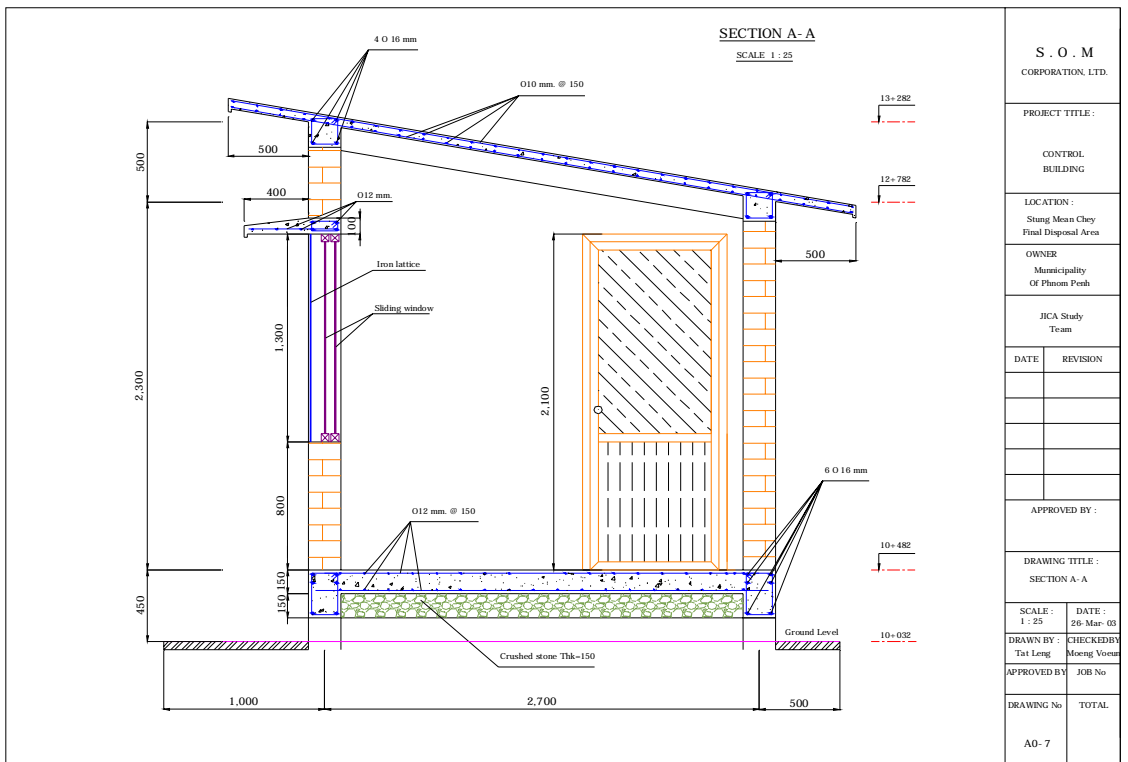 SECTION A- A
SCALE 1 : 25
4 O 16 mm
O10 mm. @ 150
13+282
500
500
12+782
400
O12 mm.
100
500
Iron lattice
Sliding window
1,300
2,300
2,100
6 O 16 mm
800
O12 mm. @ 150
10+482
150
150
450
Ground Level
10+032
Crushed stone Thk=150
1,000
2,700
500
S . O . M
CORPORATION, LTD.
PROJECT TITLE :
CONTROL
BUILDING
LOCATION :
Stung Mean Chey
Final Disposal Area
OWNER
Munnicipality
Of Phnom Penh
JICA Study
Team
DATE REVISION
APPROVED BY :
DRAWING TITLE :
SECTION A- A
SCALE : DATE :
1 : 25 26- Mar- 03
DRAWN BY : CHECKEDBY
Tat Leng Moeng Voeun
APPROVED BY JOB No
DRAWING No TOTAL
A0- 7